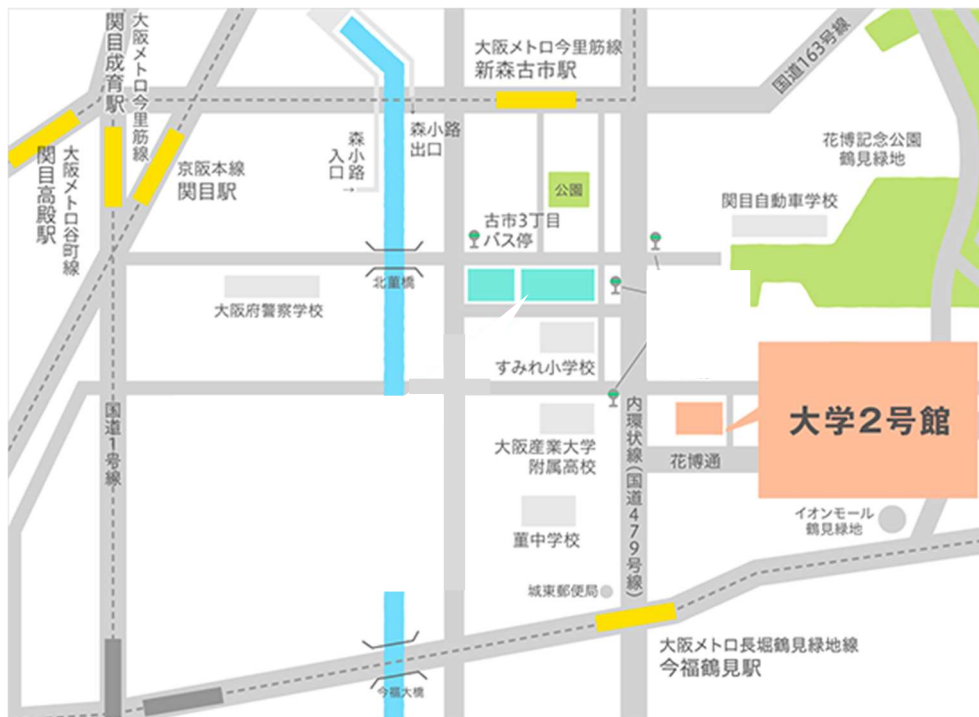 大阪メトロ今里筋線
関目成育駅
大阪メトロ谷町線
関目高殿駅
京阪本線
関目駅
森小路
入口
森小路
出口
大阪メトロ今里筋線
新森古市駅
国道163号線
花博記念公園
鶴見緑地
公園
関目自動車学校
古市3丁目
バス停
北菫橋
大阪府警察学校
すみれ小学校
国道1号線
内環状線(国道479号線)
大学2号館
大阪産業大学
附属高校
花博通
イオンモール
鶴見緑地
菫中学校
城東郵便局
大阪メトロ長堀鶴見緑地線
今福鶴見駅
今福大橋